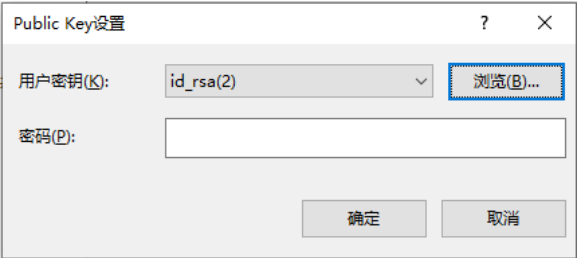 Public Key设置
?
用户密钥(K):
id_rsa(2)
浏览(B)...
密码(P):
确定
取消